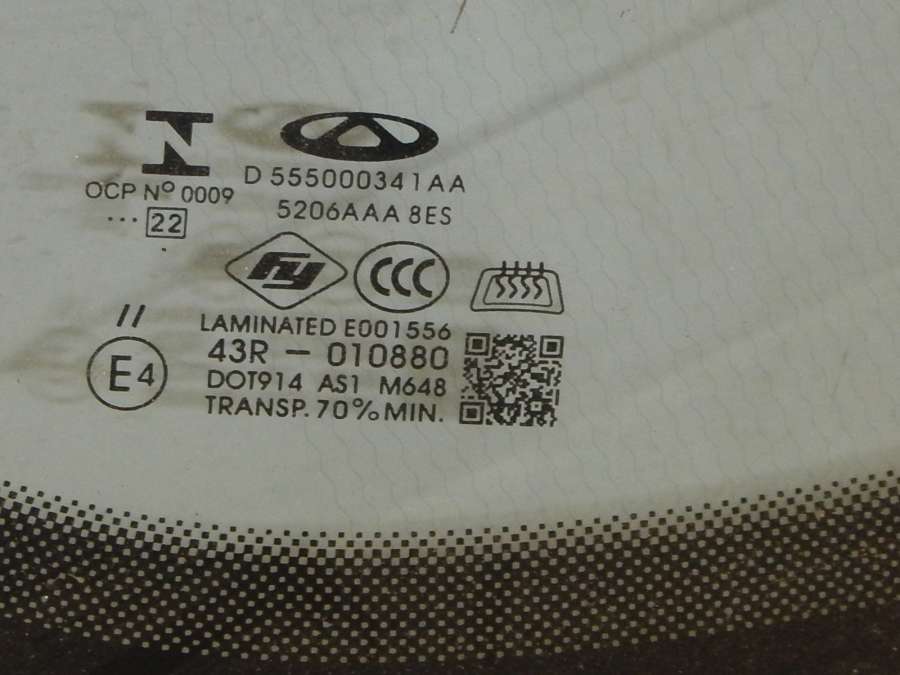 N
D 555000341AA
OCP Nº 0009
5206AAA 8ES
... 22
fy
CCC
//
LAMINATED E001556
43R - 010880
E4
DOT914 AS1 M648
TRANSP. 70% MIN.